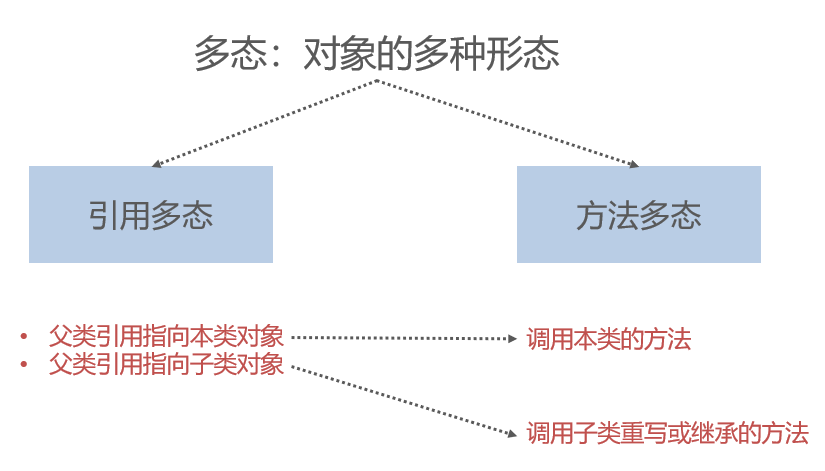 多态：对象的多种形态
引用多态
方法多态
• 父类引用指向本类对象
• 父类引用指向子类对象
调用本类的方法
调用子类重写或继承的方法